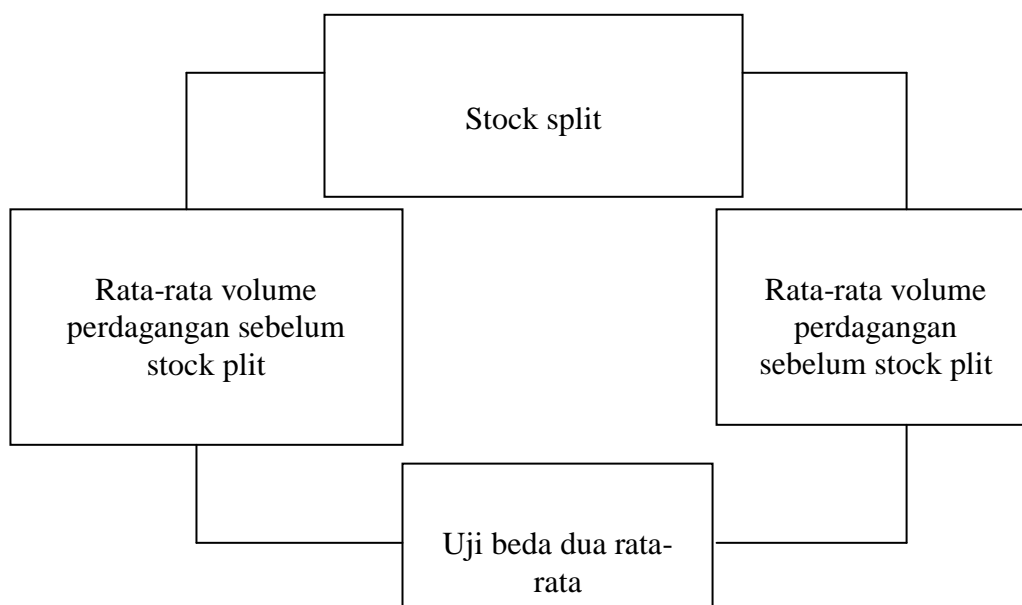 Stock split
Rata-rata volume
perdagangan sebelum
stock plit
Rata-rata volume
perdagangan
sebelum stock plit
Uji beda dua rata-
rata